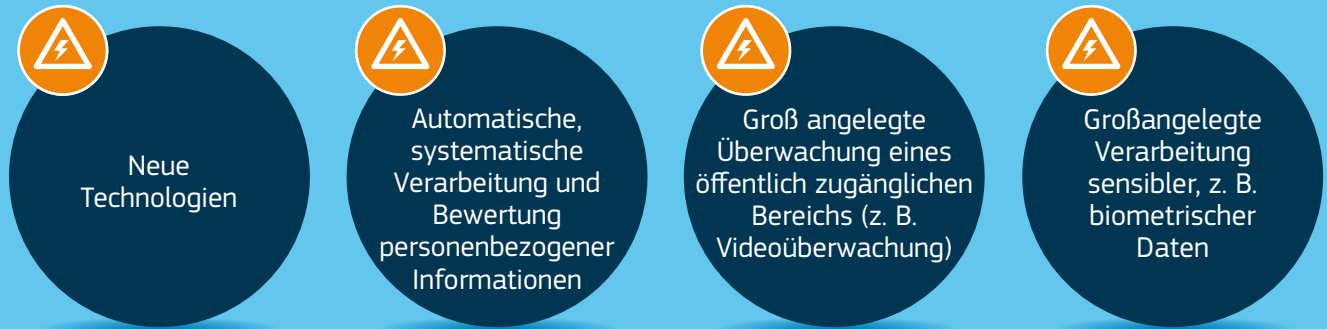 Neue
Technologien
Automatische,
systematische
Verarbeitung und
Bewertung
personenbezogener
Informationen
Groß angelegte
Überwachung eines
öffentlich zugänglichen
Bereichs (z. B.
Videoüberwachung)
Großangelegte
Verarbeitung
sensibler, z. B.
biometrischer
Daten